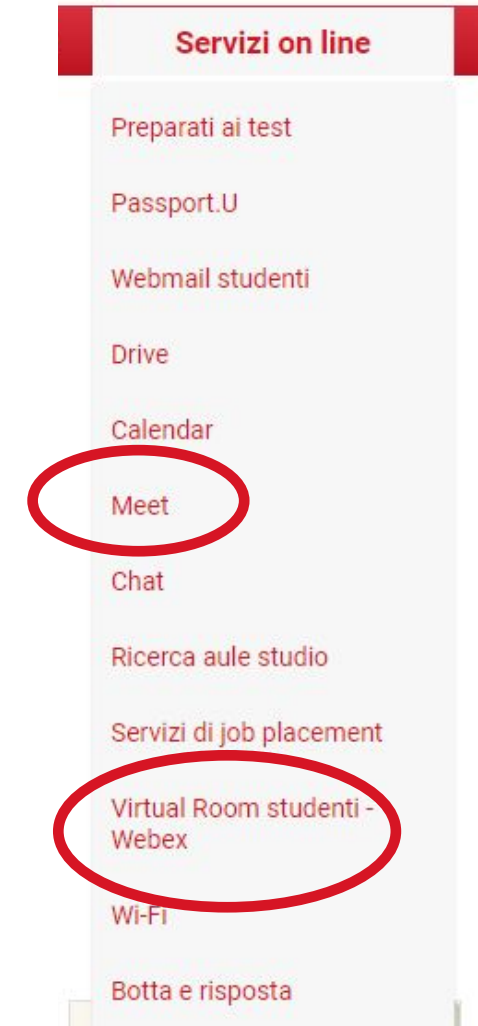 Servizi on line
Preparati ai test
Passport.U
Webmail studenti
Drive
Calendar
Meet
Chat
Ricerca aule studio
Servizi di job placement
Virtual Room studenti -
Webex
Wi-Fi
Botta e risposta